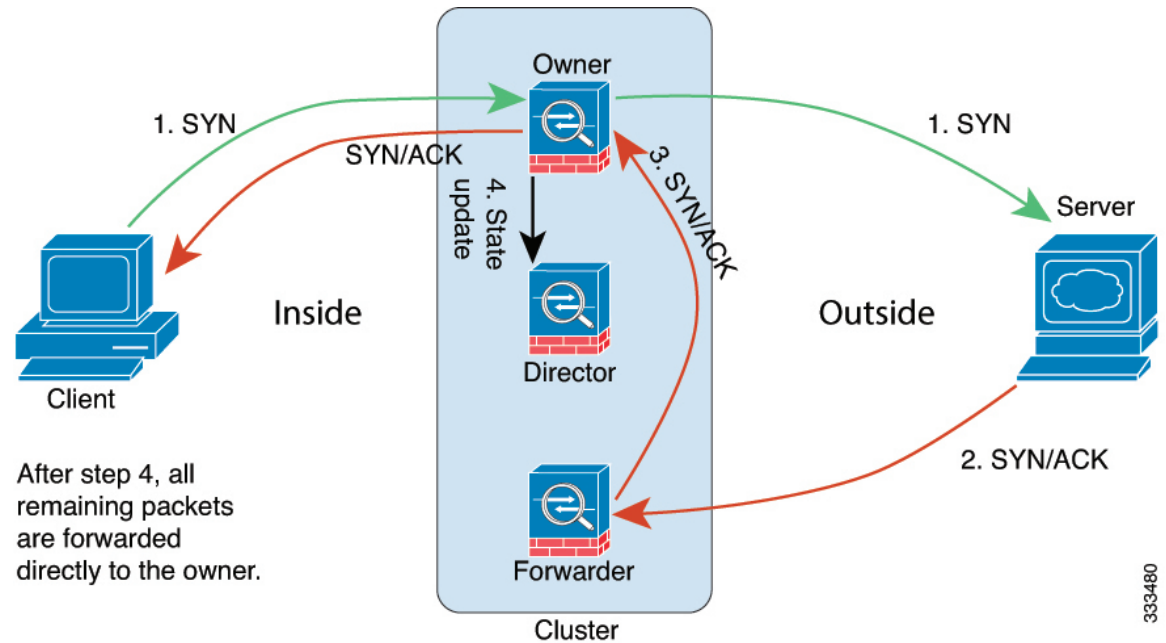 Owner
1. SYN
1. SYN
SYN/ACK
3. SYN/ACK
4. State
update
Server
Inside
Outside
Director
Client
2. SYN/ACK
After step 4, all
remaining packets
are forwarded
directly to the owner.
Forwarder
Cluster
333480